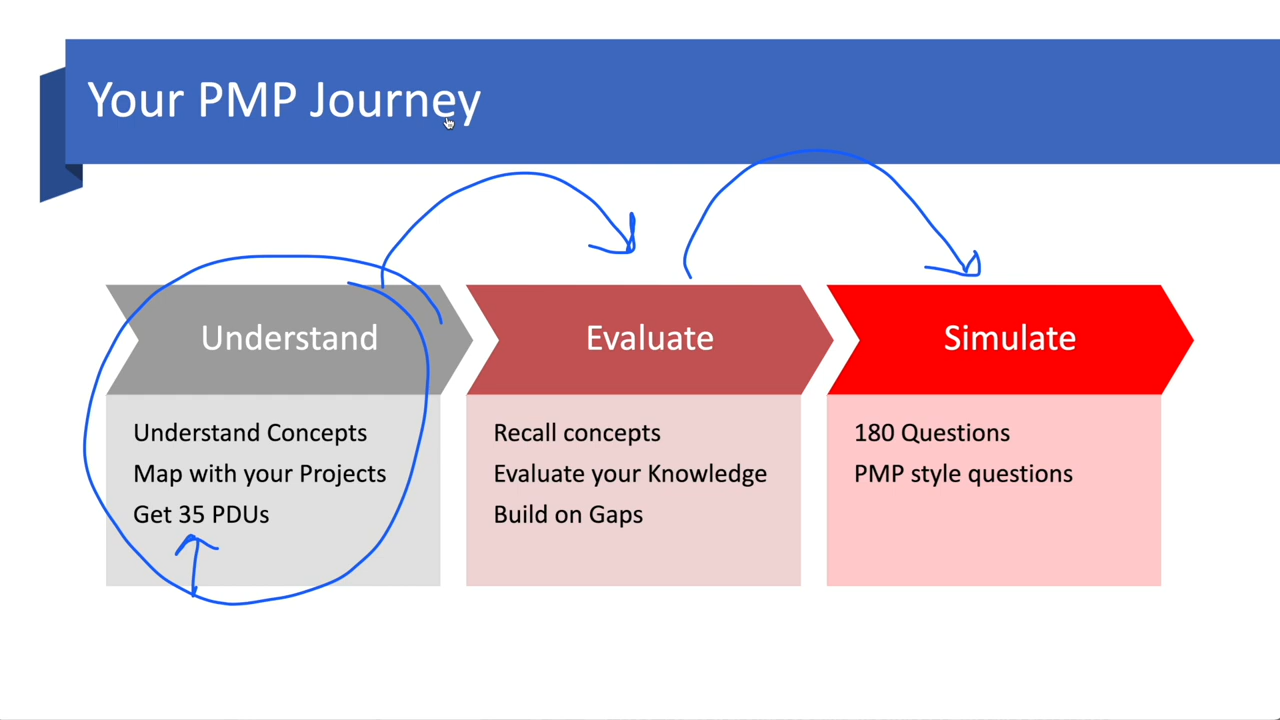 Your PMP Journey
Understand
Understand Concepts
Map with your Projects
Get 35 PDUs
Evaluate
Recall concepts
Evaluate your Knowledge
Build on Gaps
Simulate
180 Questions
PMP style questions